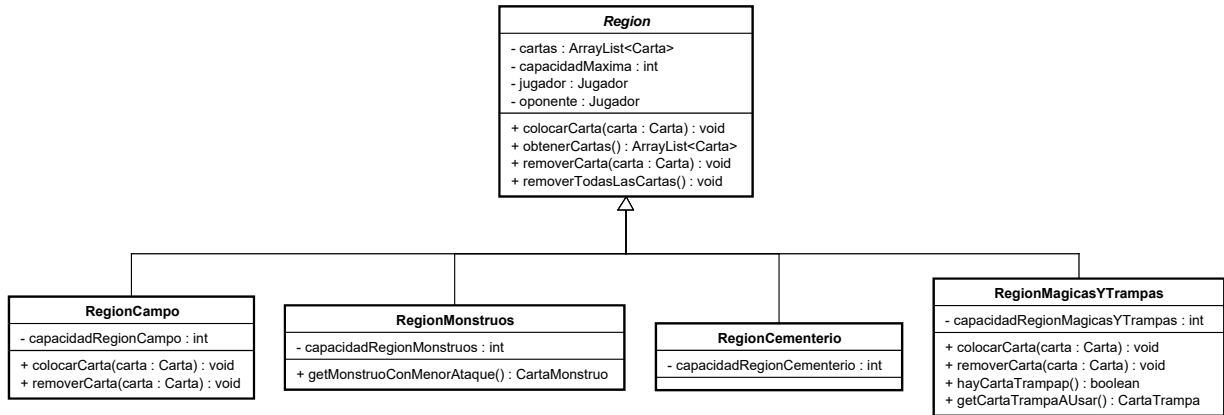 Region
- cartas : ArrayList<Carta>
- capacidadMaxima : int
- jugador : Jugador
- oponente : Jugador
+ colocarCarta(carta : Carta) : void
+ obtenerCartas() : ArrayList<Carta>
+ removerCarta(carta : Carta) : void
+ removerTodasLasCartas() : void
RegionCampo
- capacidadRegionCampo : int
+ colocarCarta(carta : Carta) : void
+ removerCarta(carta : Carta) : void
RegionMonstruos
- capacidadRegionMonstruos : int
+ getMonstruoConMenorAtaque() : CartaMonstruo
RegionCementerio
- capacidadRegionCementerio : int
RegionMagicasYTrampas
- capacidadRegionMagicasYTrampas : int
+ colocarCarta(carta : Carta) : void
+ removerCarta(carta : Carta) : void
+ hayCartaTrampap() : boolean
+ getCartaTrampaAUsar() : CartaTrampa